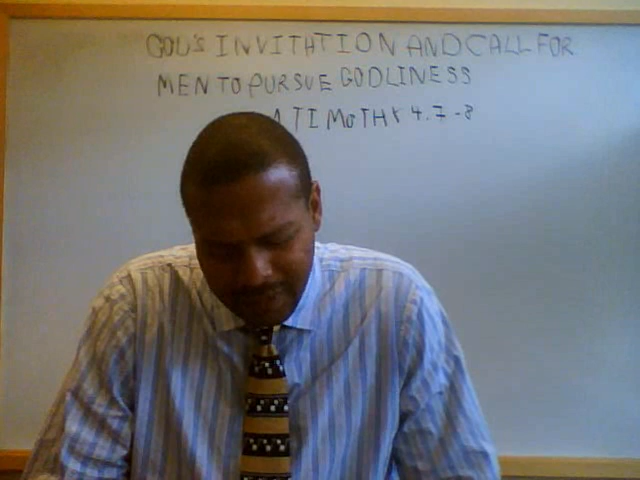 GOD'S INVITATION AND CALL FOR
MEN TO PURSUE GODLINESS
TIMOTHY 4.7-8